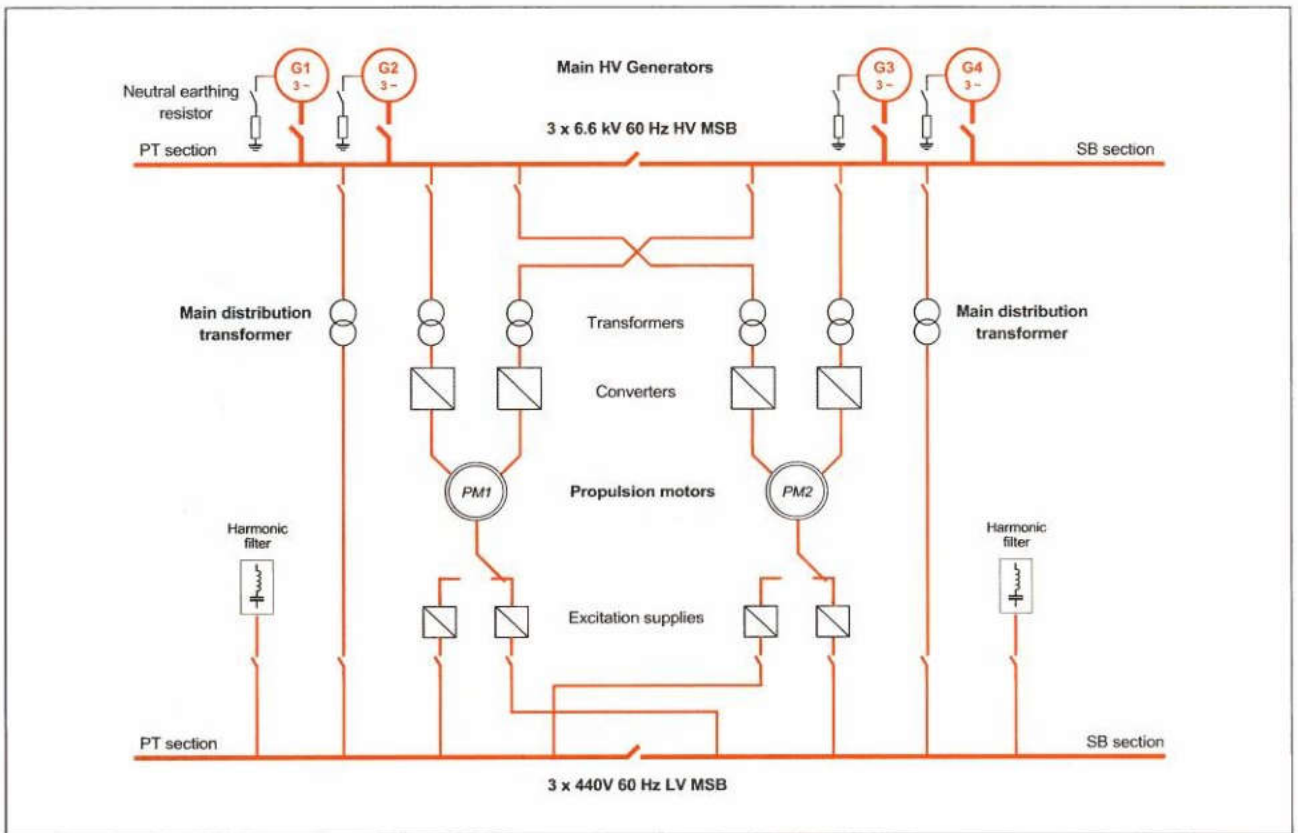 G1
3 ~
G2
3 ~
Main HV Generators
G3
3 ~
G4
3 ~
Neutral earthing
resistor
3 x 6.6 kV 60 Hz HV MSB
PT section
SB section
Main distribution
transformer
Transformers
Main distribution
transformer
Converters
PM1
Propulsion motors
PM2
Harmonic
filter
Harmonic
filter
Excitation supplies
PT section
SB section
3 x 440V 60 Hz LV MSB